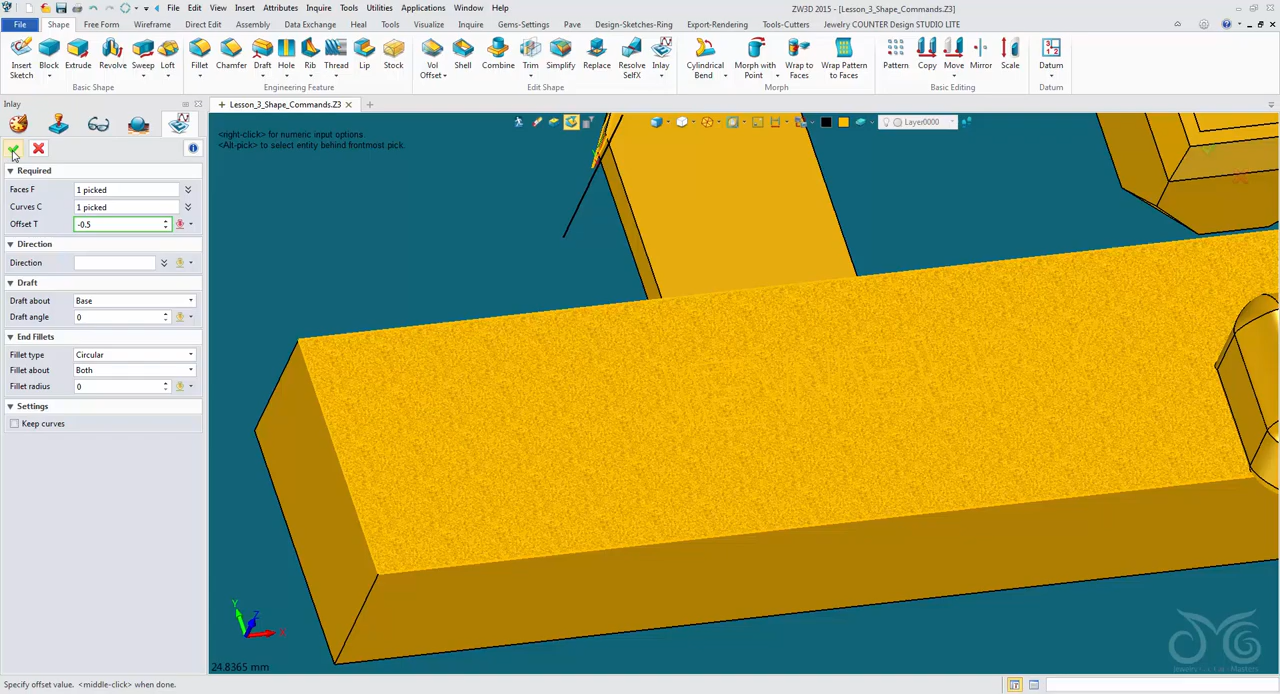 File Edit View Insert Attributes Inquire Tools Utilities Applications Window Help
ZW3D 2015 - [Lesson_3_Shape_Commands.Z3]
File Shape Free Form Wireframe Direct Edit Assembly Data Exchange Heal Tools Visualize Inquire Gems-Settings Pave Design-Sketches-Ring Export-Rendering Tools-Cutters Jewelry COUNTER Design STUDIO LITE
Insert Sketch Block Extrude Revolve Sweep Loft Fillet Chamfer Draft Hole Rib Thread Lip Stock Vol Offset Shell Combine Trim Simplify Replace Resolve SelfX Inlay Cylindrical Bend Morph with Point Wrap to Faces Wrap Pattern to Faces Pattern Copy Move Mirror Scale Datum
Basic Shape Engineering Feature Edit Shape Morph Basic Editing Datum
Inlay
Lesson_3_Shape_Commands.Z3
<right-click> for numeric input options.
<Alt-pick> to select entity behind frontmost pick.
Layer0000
Required
Faces F 1 picked
Curves C 1 picked
Offset T -0.5
Direction
Direction
Draft
Draft about Base
Draft angle 0
End Fillets
Fillet type Circular
Fillet about Both
Fillet radius 0
Settings
Keep curves
Y
Z
X
24.8365 mm
Specify offset value. <middle-click> when done.